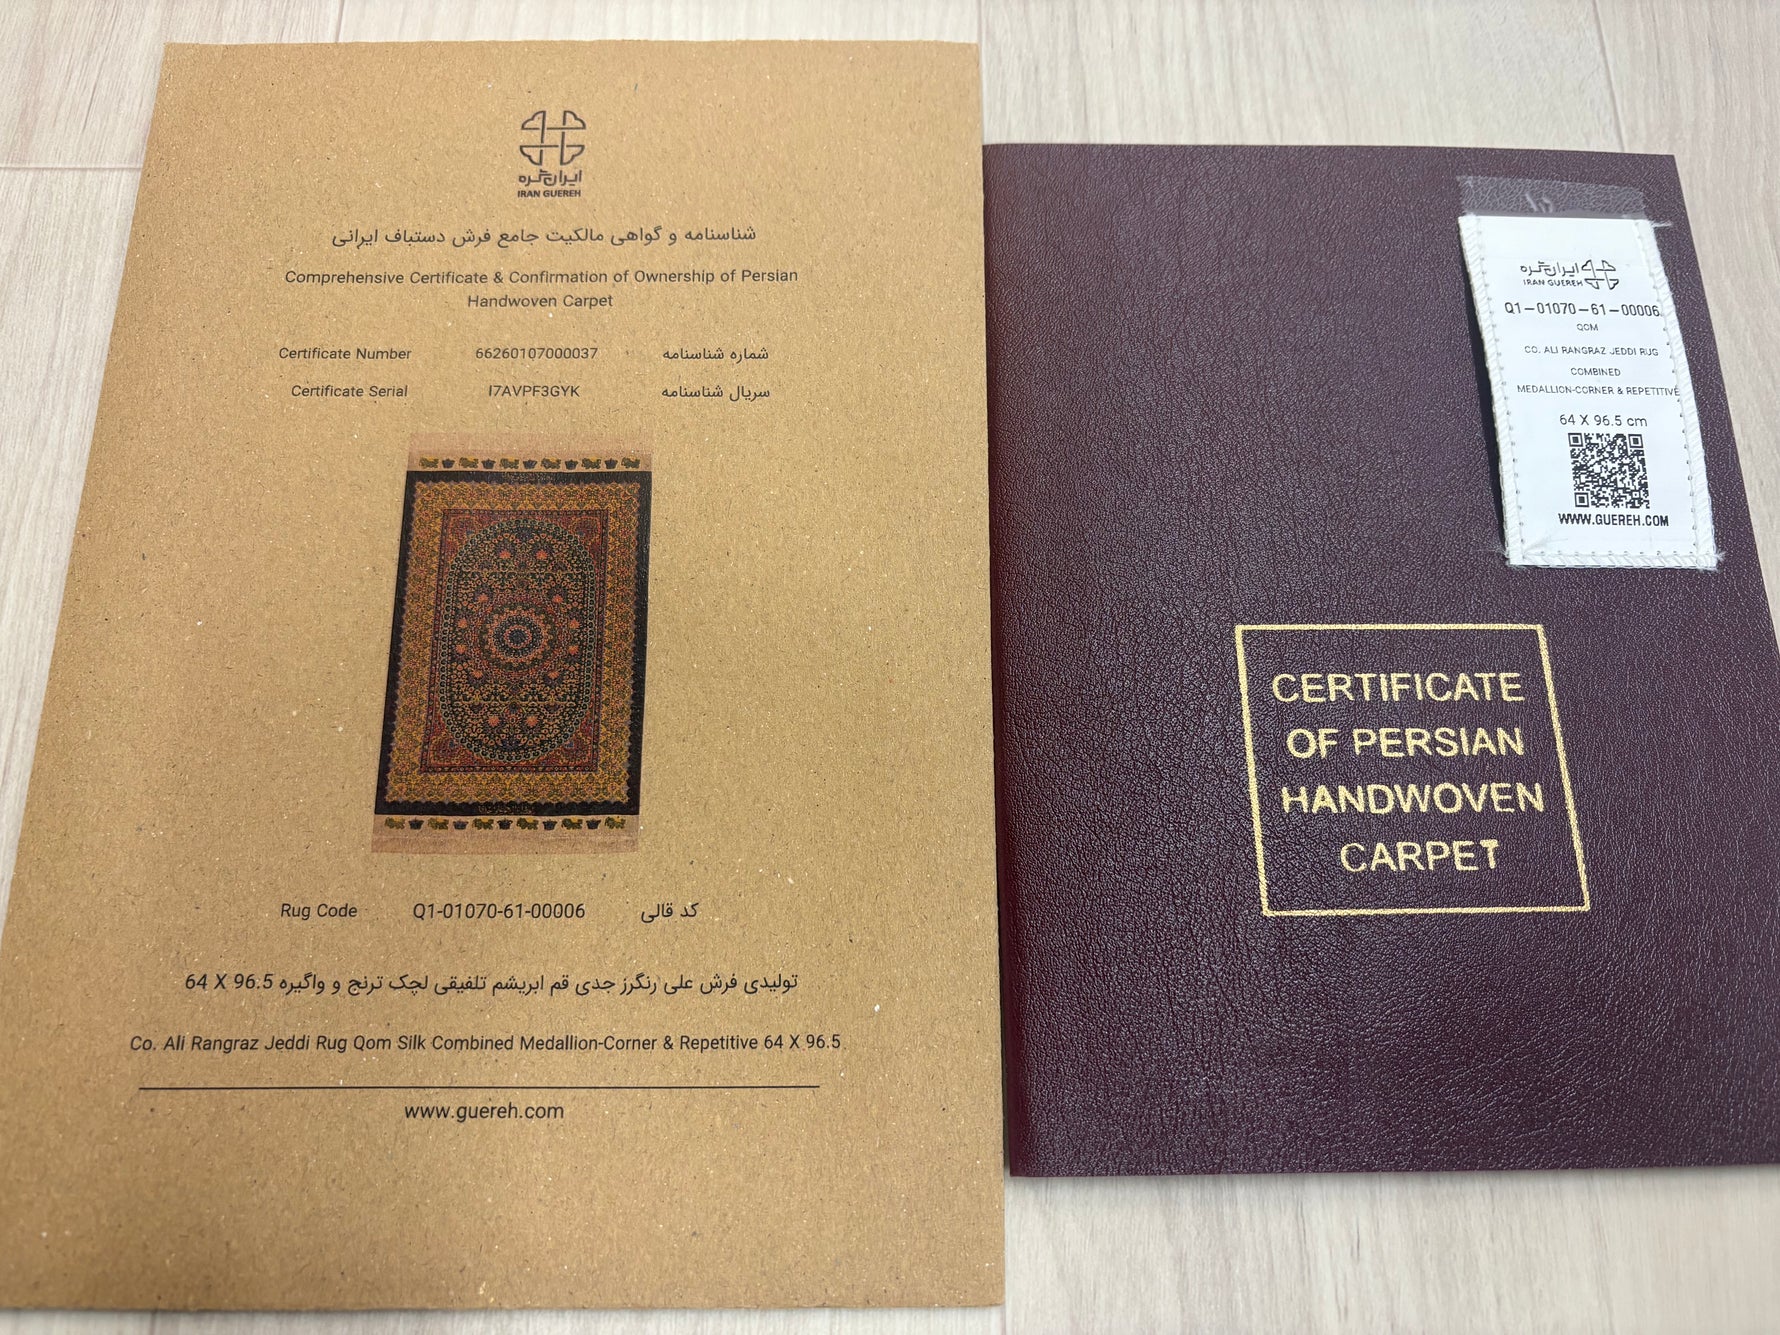 ایران گره
IRAN GUEREH
شناسنامه و گواهی مالکیت جامع فرش دستباف ایرانی
Comprehensive Certificate & Confirmation of Ownership of Persian
Handwoven Carpet
Certificate Number 66260107000037 شماره شناسنامه
Certificate Serial I7AVPF3GYK سریال شناسنامه
Rug Code Q1-01070-61-00006 کد قالی
تولیدی فرش علی رنگرز جدی قم ابریشم تلفیقی لچک ترنج و واگیره 96.5 X 64
Co. Ali Rangraz Jeddi Rug Qom Silk Combined Medallion-Corner & Repetitive 64 X 96.5
www.guereh.com
ایران گره
IRAN GUEREH
Q1-01070-61-00006
QOM
CO. ALI RANGRAZ JEDDI RUG
COMBINED
MEDALLION-CORNER & REPETITIVE
64 X 96.5 cm
WWW.GUEREH.COM
CERTIFICATE
OF PERSIAN
HANDWOVEN
CARPET